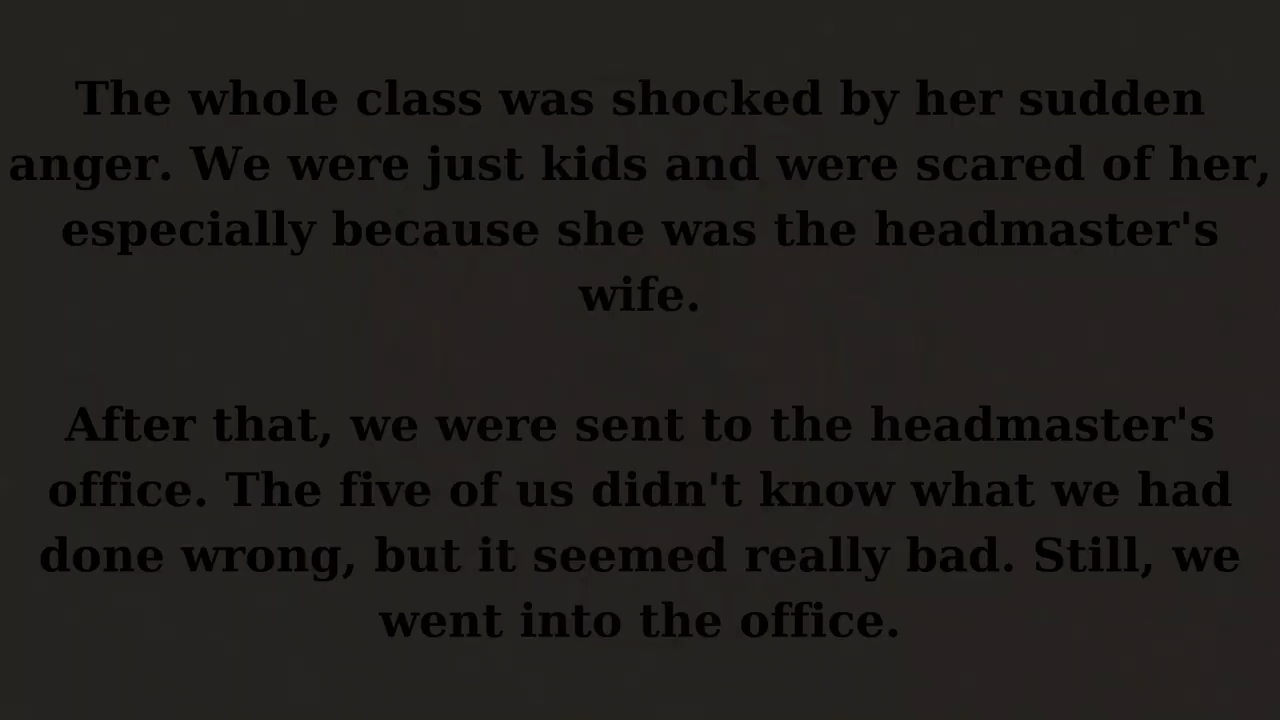 The whole class was shocked by her sudden
anger. We were just kids and were scared of her,
especially because she was the headmaster's
wife.
After that, we were sent to the headmaster's
office. The five of us didn't know what we had
done wrong, but it seemed really bad. Still, we
went into the office.